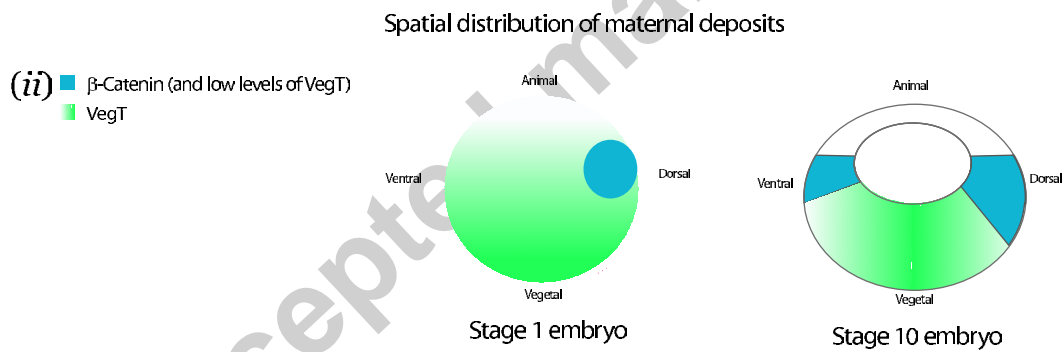 Spatial distribution of maternal deposits
(ii) β-Catenin (and low levels of VegT)
VegT
Animal
Ventral
Dorsal
Vegetal
Stage 1 embryo
Animal
Ventral
Dorsal
Vegetal
Stage 10 embryo